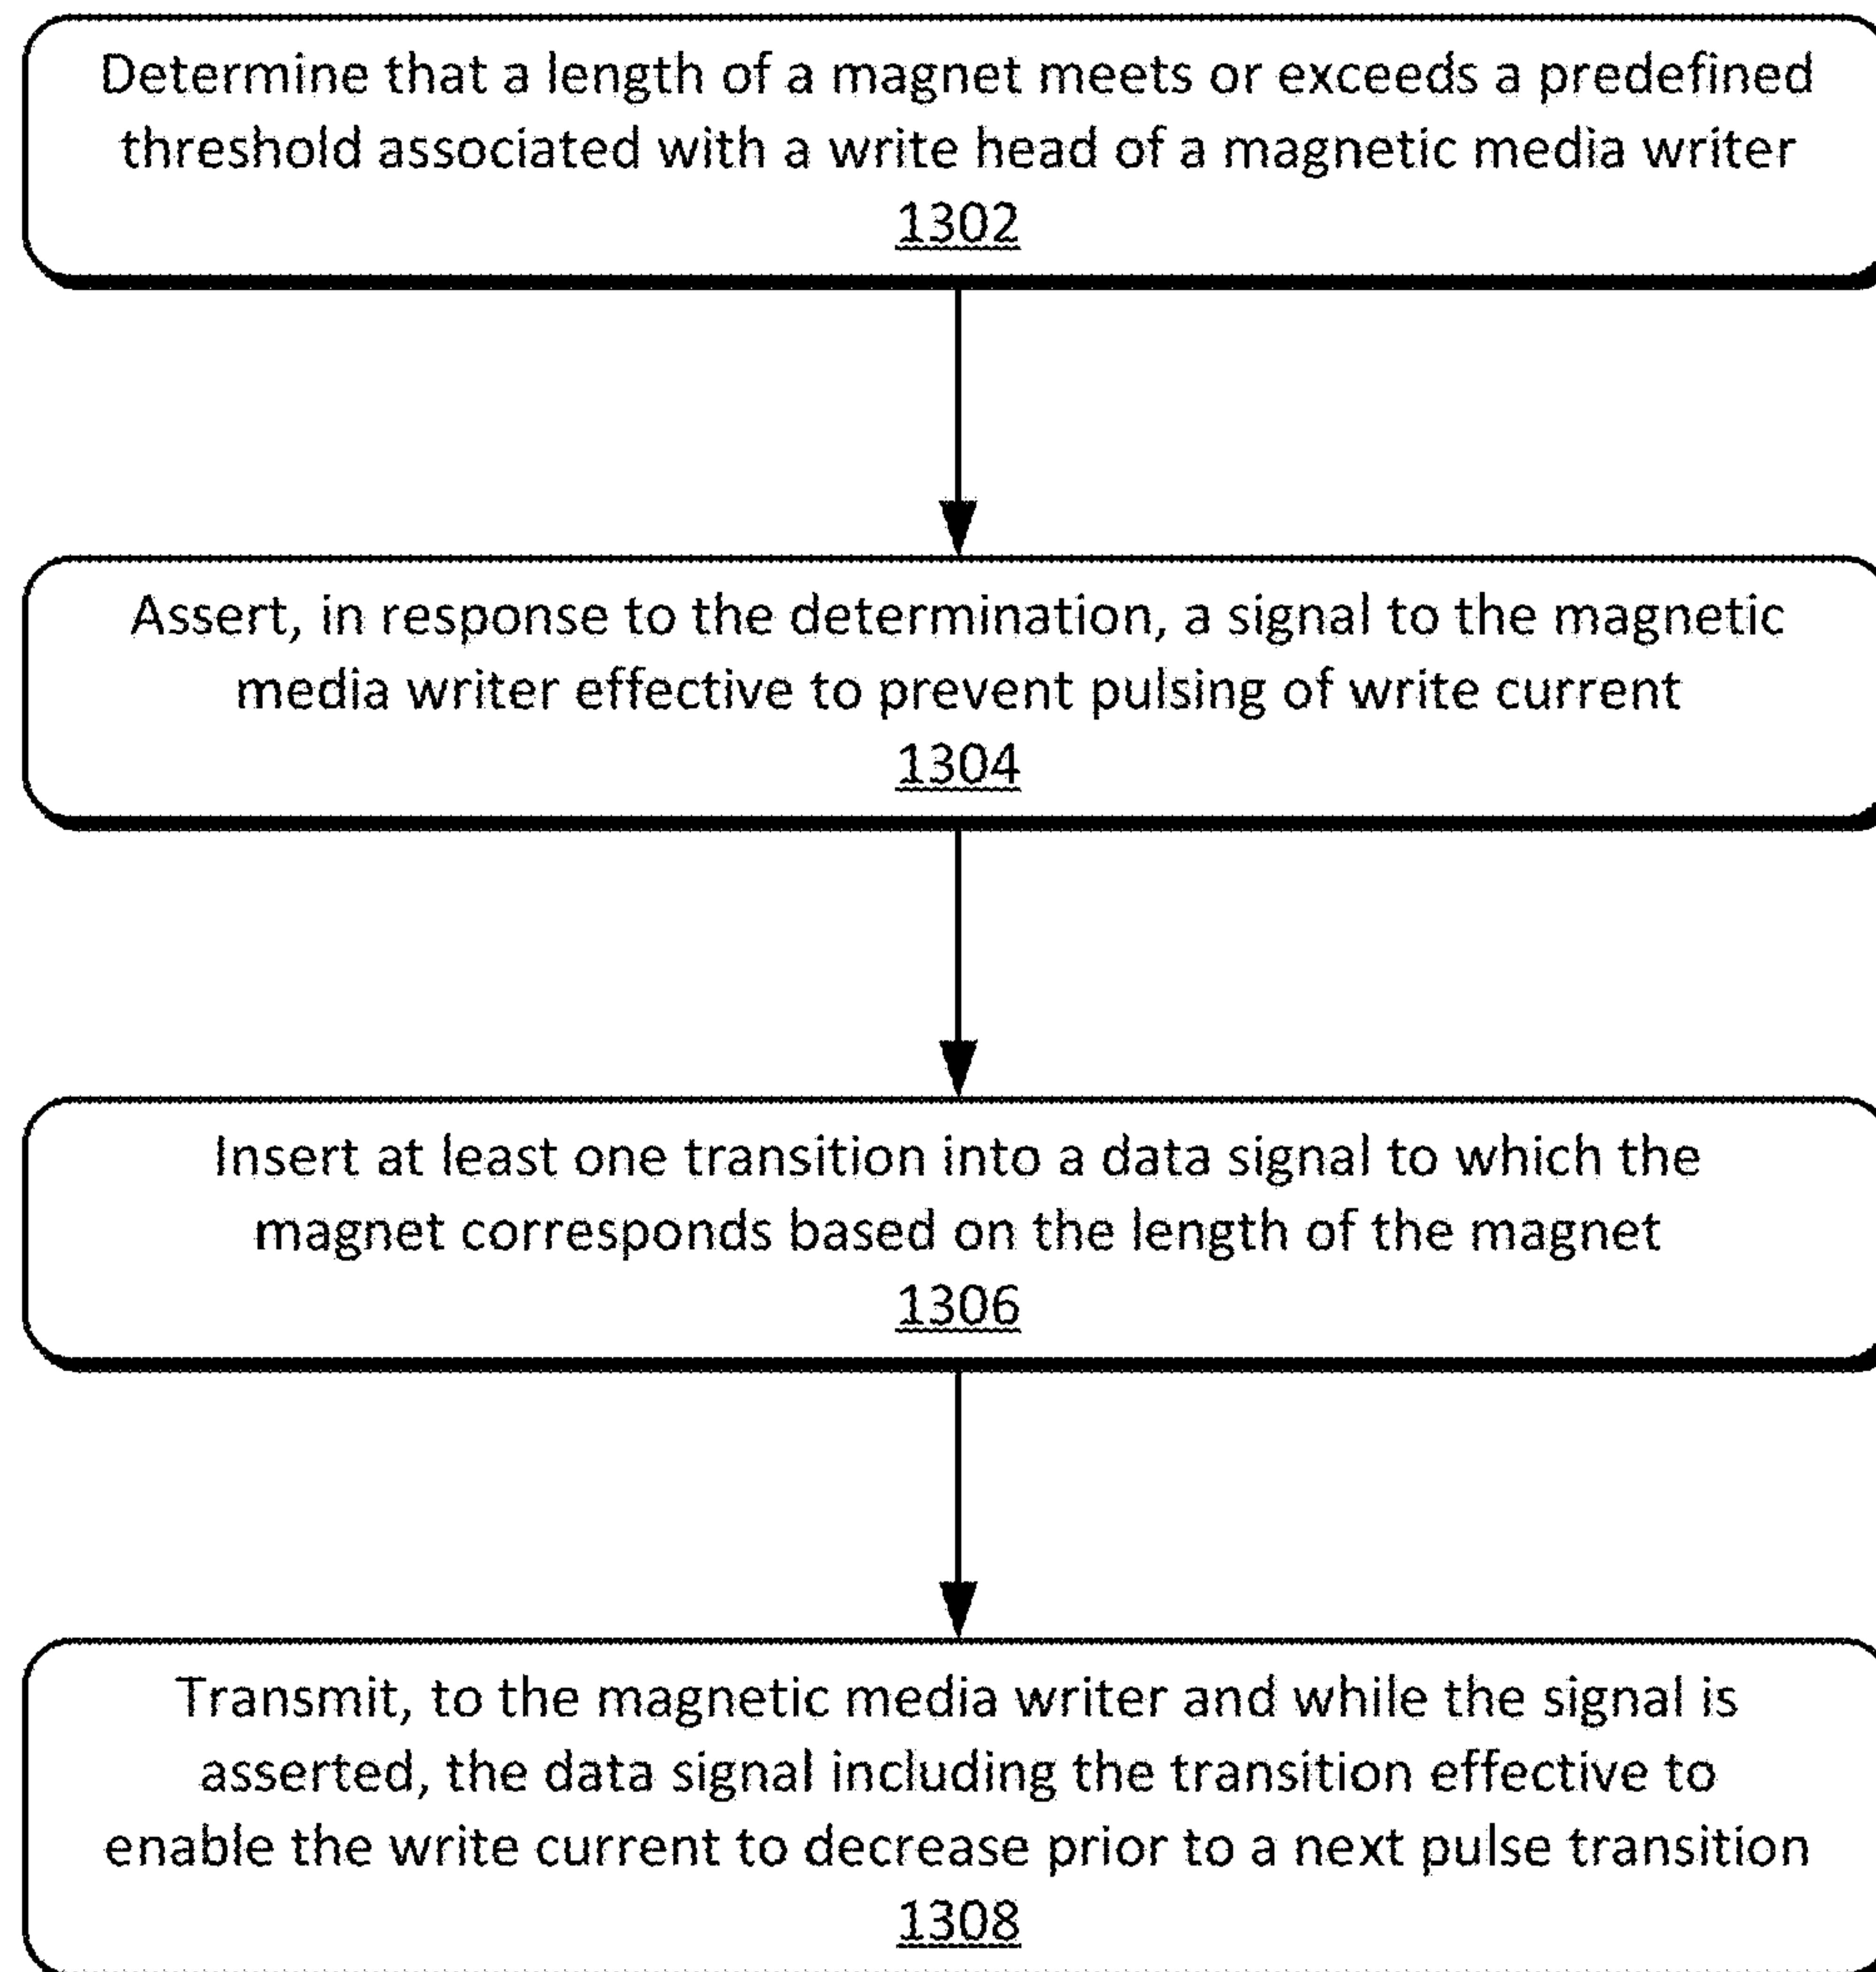 Determine that a length of a magnet meets or exceeds a predefined
threshold associated with a write head of a magnetic media writer
1302
Assert, in response to the determination, a signal to the magnetic
media writer effective to prevent pulsing of write current
1304
Insert at least one transition into a data signal to which the
magnet corresponds based on the length of the magnet
1306
Transmit, to the magnetic media writer and while the signal is
asserted, the data signal including the transition effective to
enable the write current to decrease prior to a next pulse transition
1308